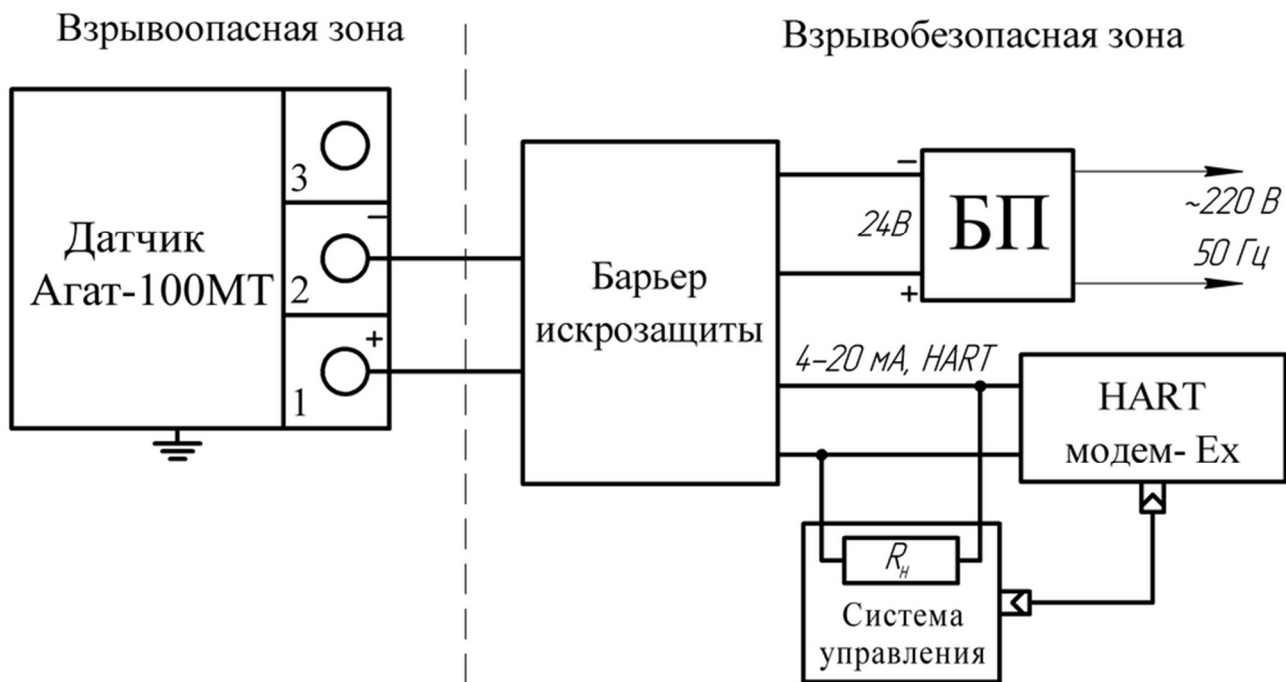 Взрывоопасная зона
Взрывобезопасная зона
Датчик
Агат-100МТ
3
2
−
1
+
Барьер
искрозащиты
−
24В
+
БП
~220 В
50 Гц
4–20 мА, HART
HART
модем- Ex
Rн
Система
управления